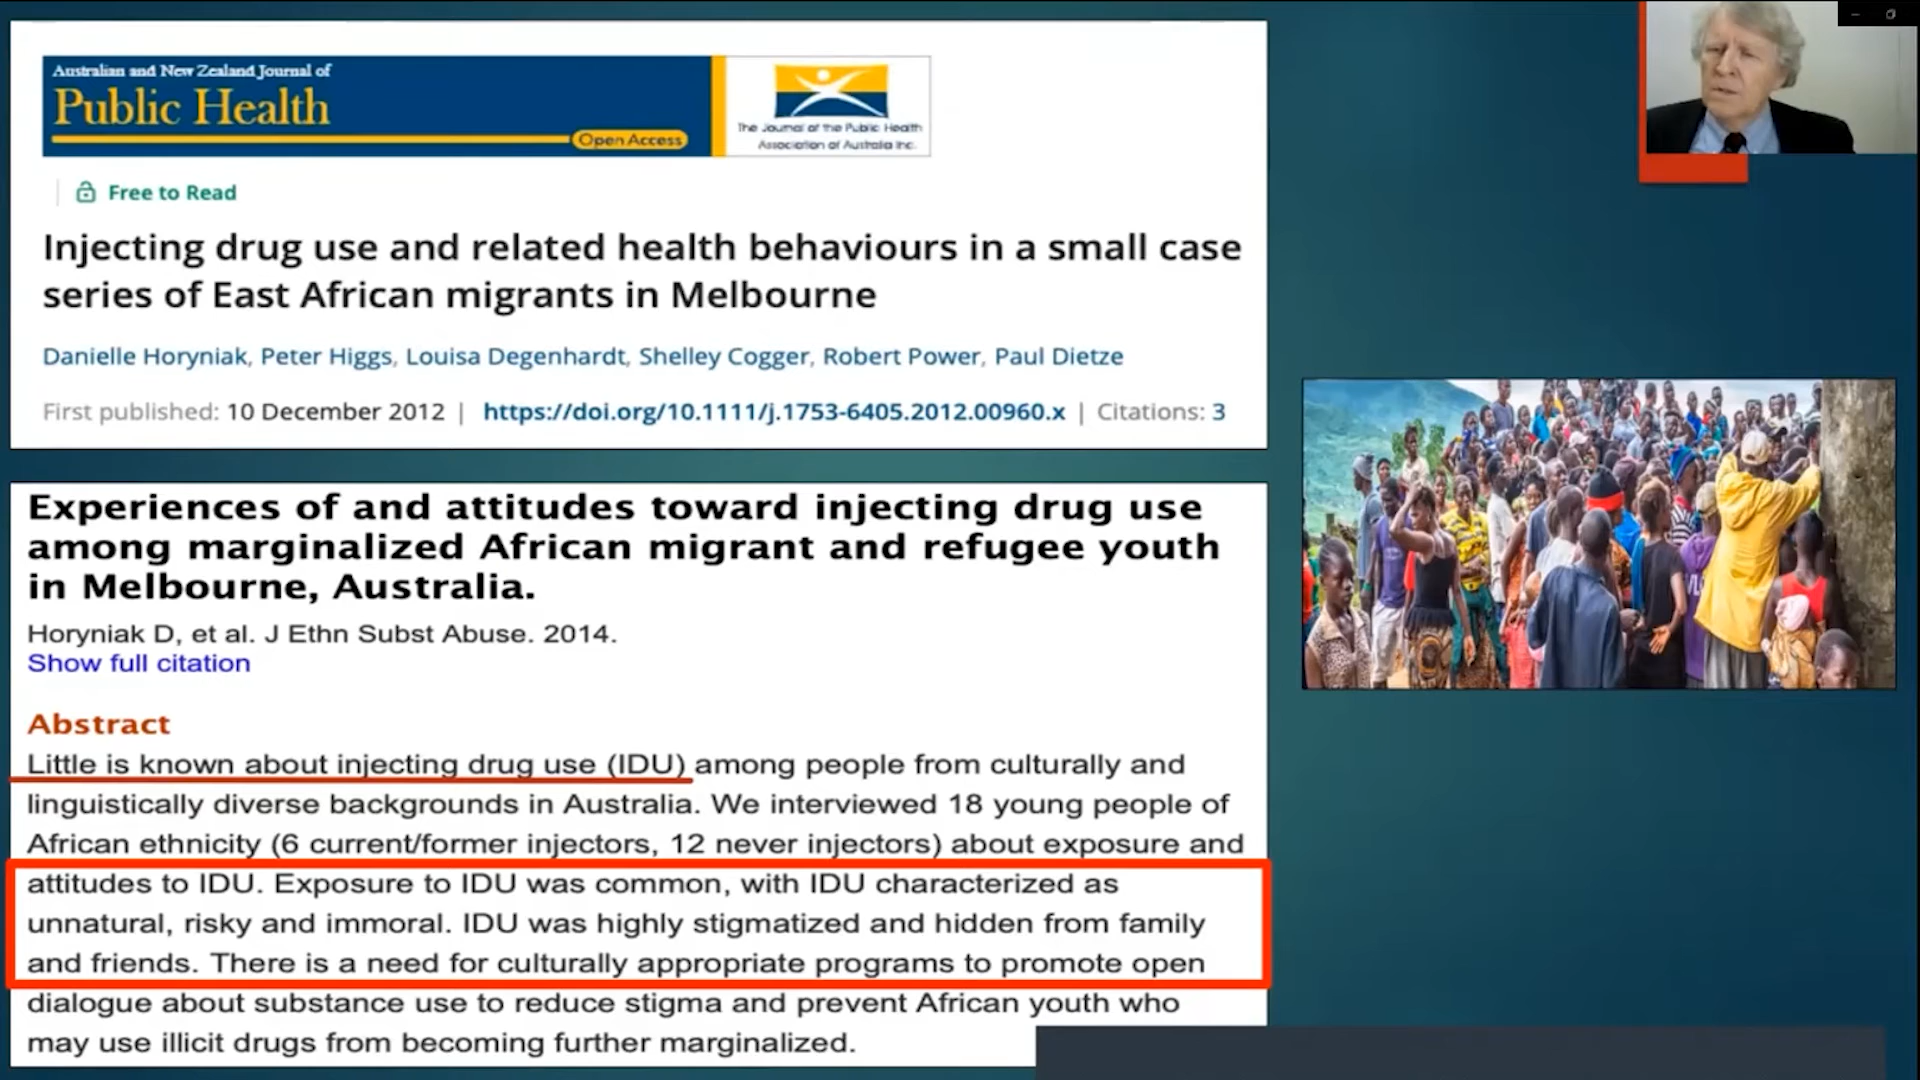 Australian and New Zealand Journal of
Public Health
Open Access
The Journal of the Public Health
Association of Australia Inc.
Free to Read
Injecting drug use and related health behaviours in a small case
series of East African migrants in Melbourne
Danielle Horyniak, Peter Higgs, Louisa Degenhardt, Shelley Cogger, Robert Power, Paul Dietze
First published: 10 December 2012 | https://doi.org/10.1111/j.1753-6405.2012.00960.x | Citations: 3
Experiences of and attitudes toward injecting drug use
among marginalized African migrant and refugee youth
in Melbourne, Australia.
Horyniak D, et al. J Ethn Subst Abuse. 2014.
Show full citation
Abstract
Little is known about injecting drug use (IDU) among people from culturally and
linguistically diverse backgrounds in Australia. We interviewed 18 young people of
African ethnicity (6 current/former injectors, 12 never injectors) about exposure and
attitudes to IDU. Exposure to IDU was common, with IDU characterized as
unnatural, risky and immoral. IDU was highly stigmatized and hidden from family
and friends. There is a need for culturally appropriate programs to promote open
dialogue about substance use to reduce stigma and prevent African youth who
may use illicit drugs from becoming further marginalized.